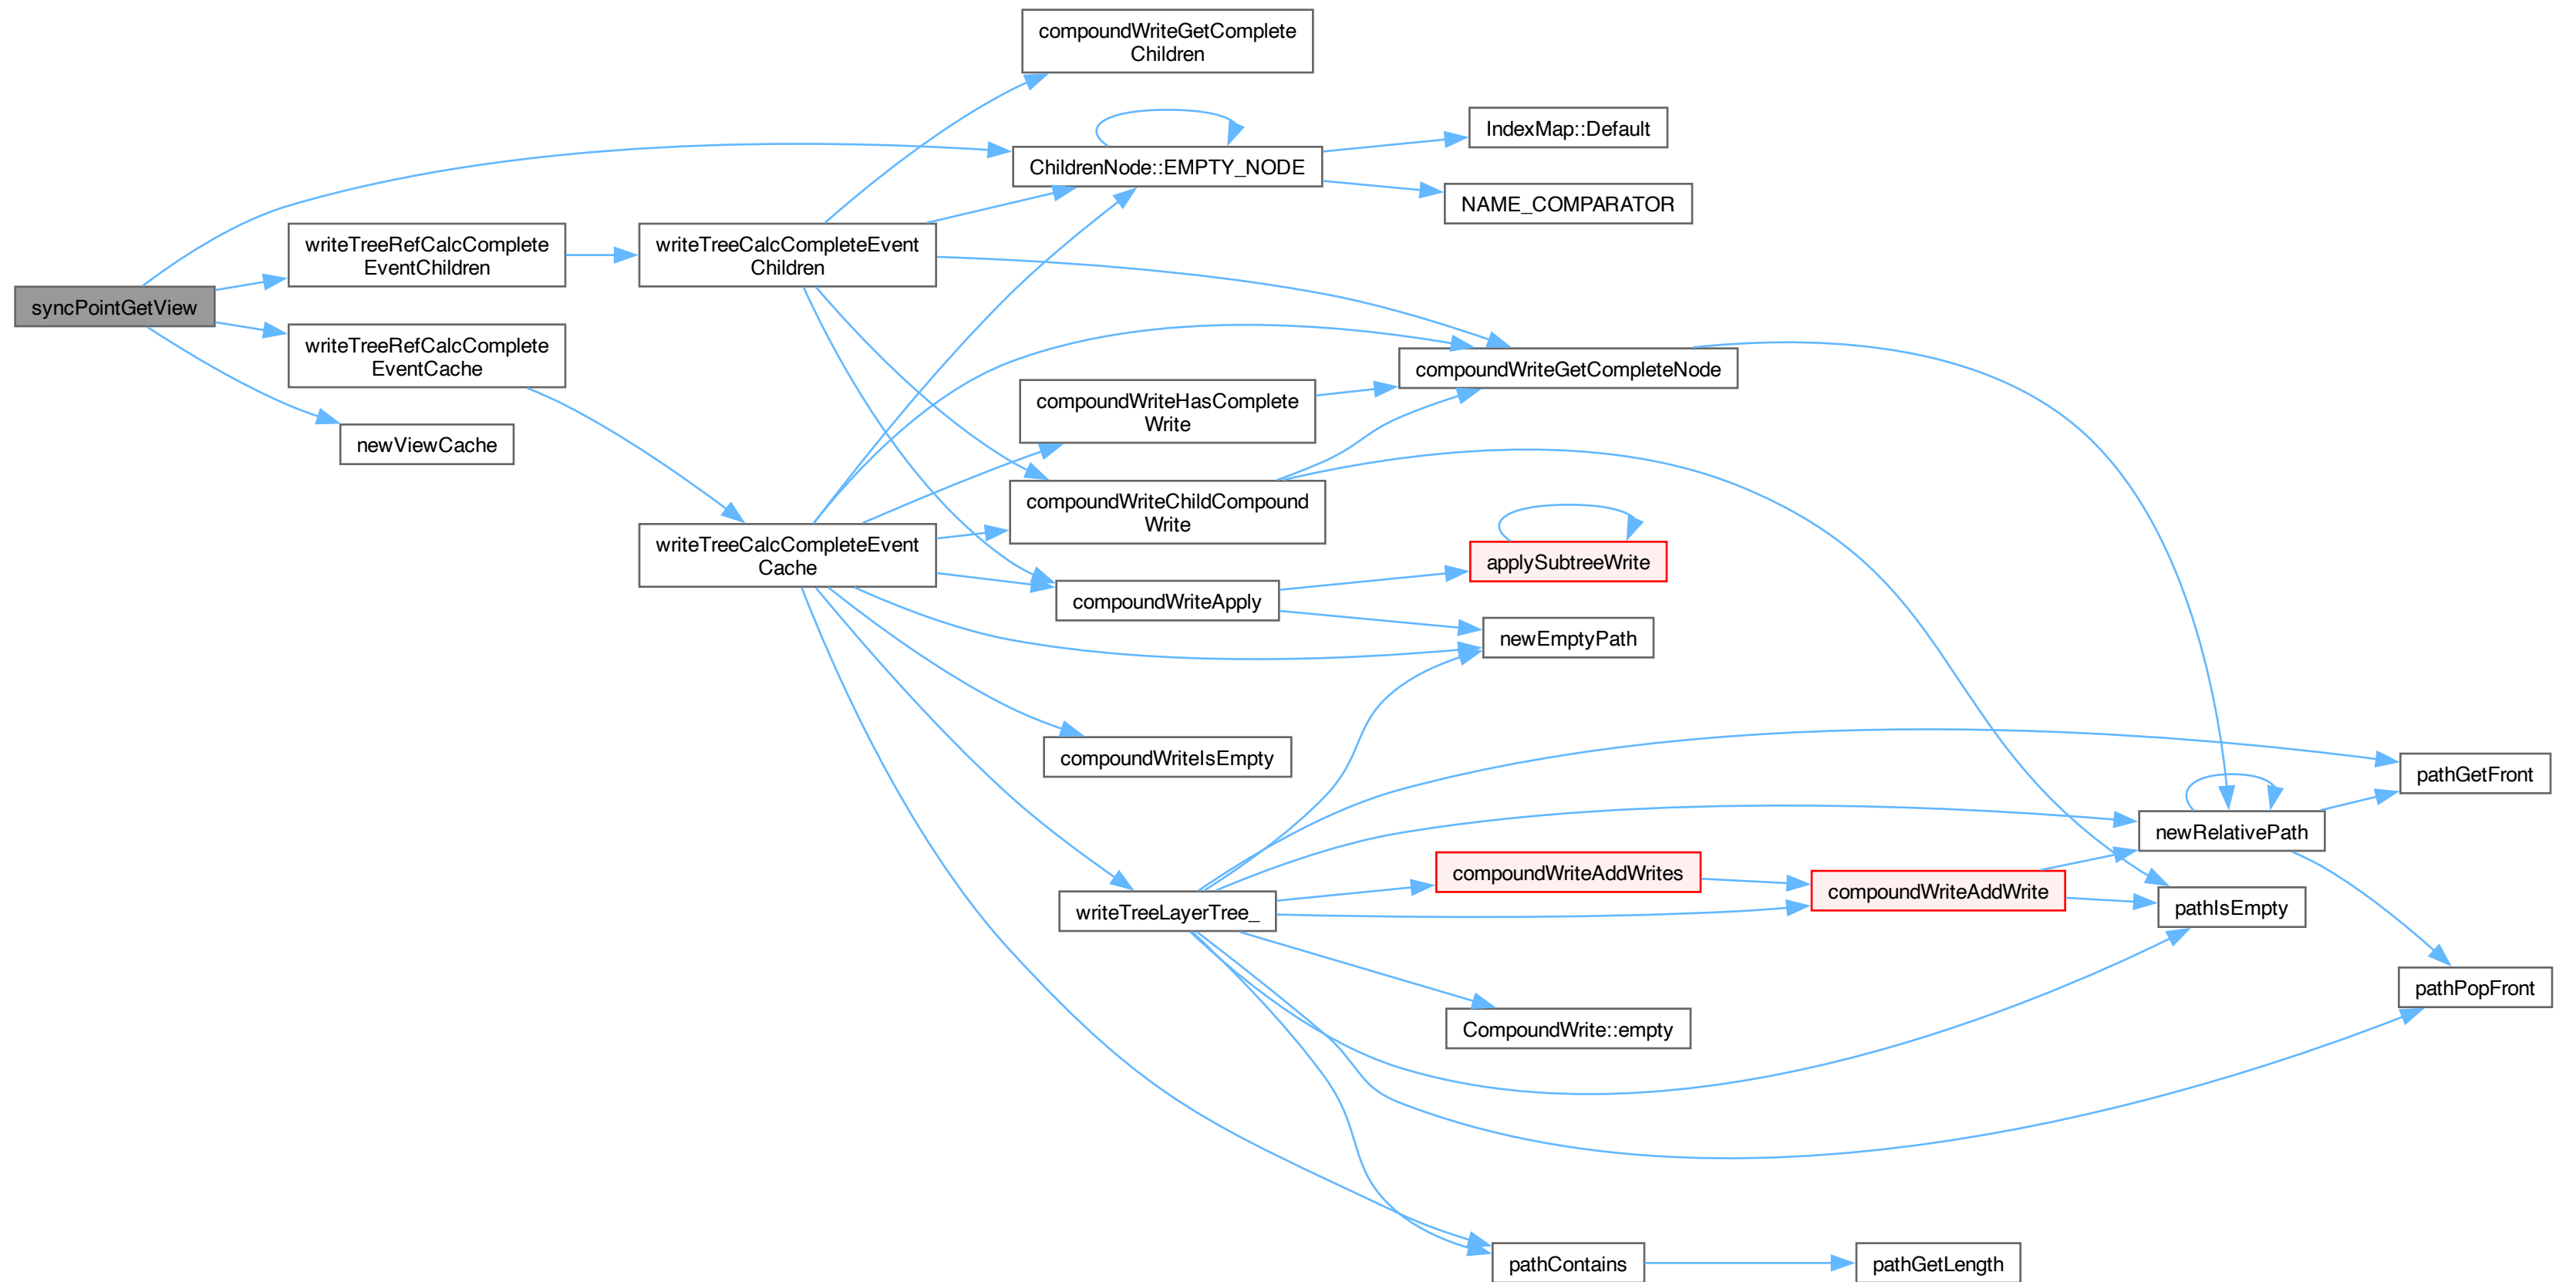 compoundWriteGetComplete
Children
IndexMap::Default
ChildrenNode::EMPTY_NODE
NAME_COMPARATOR
writeTreeRefCalcComplete
EventChildren
writeTreeCalcCompleteEvent
Children
syncPointGetView
writeTreeRefCalcComplete
EventCache
compoundWriteGetCompleteNode
compoundWriteHasComplete
Write
newViewCache
compoundWriteChildCompound
Write
writeTreeCalcCompleteEvent
Cache
applySubtreeWrite
compoundWriteApply
newEmptyPath
compoundWriteIsEmpty
pathGetFront
newRelativePath
compoundWriteAddWrites
compoundWriteAddWrite
writeTreeLayerTree_
pathIsEmpty
pathPopFront
CompoundWrite::empty
pathContains
pathGetLength